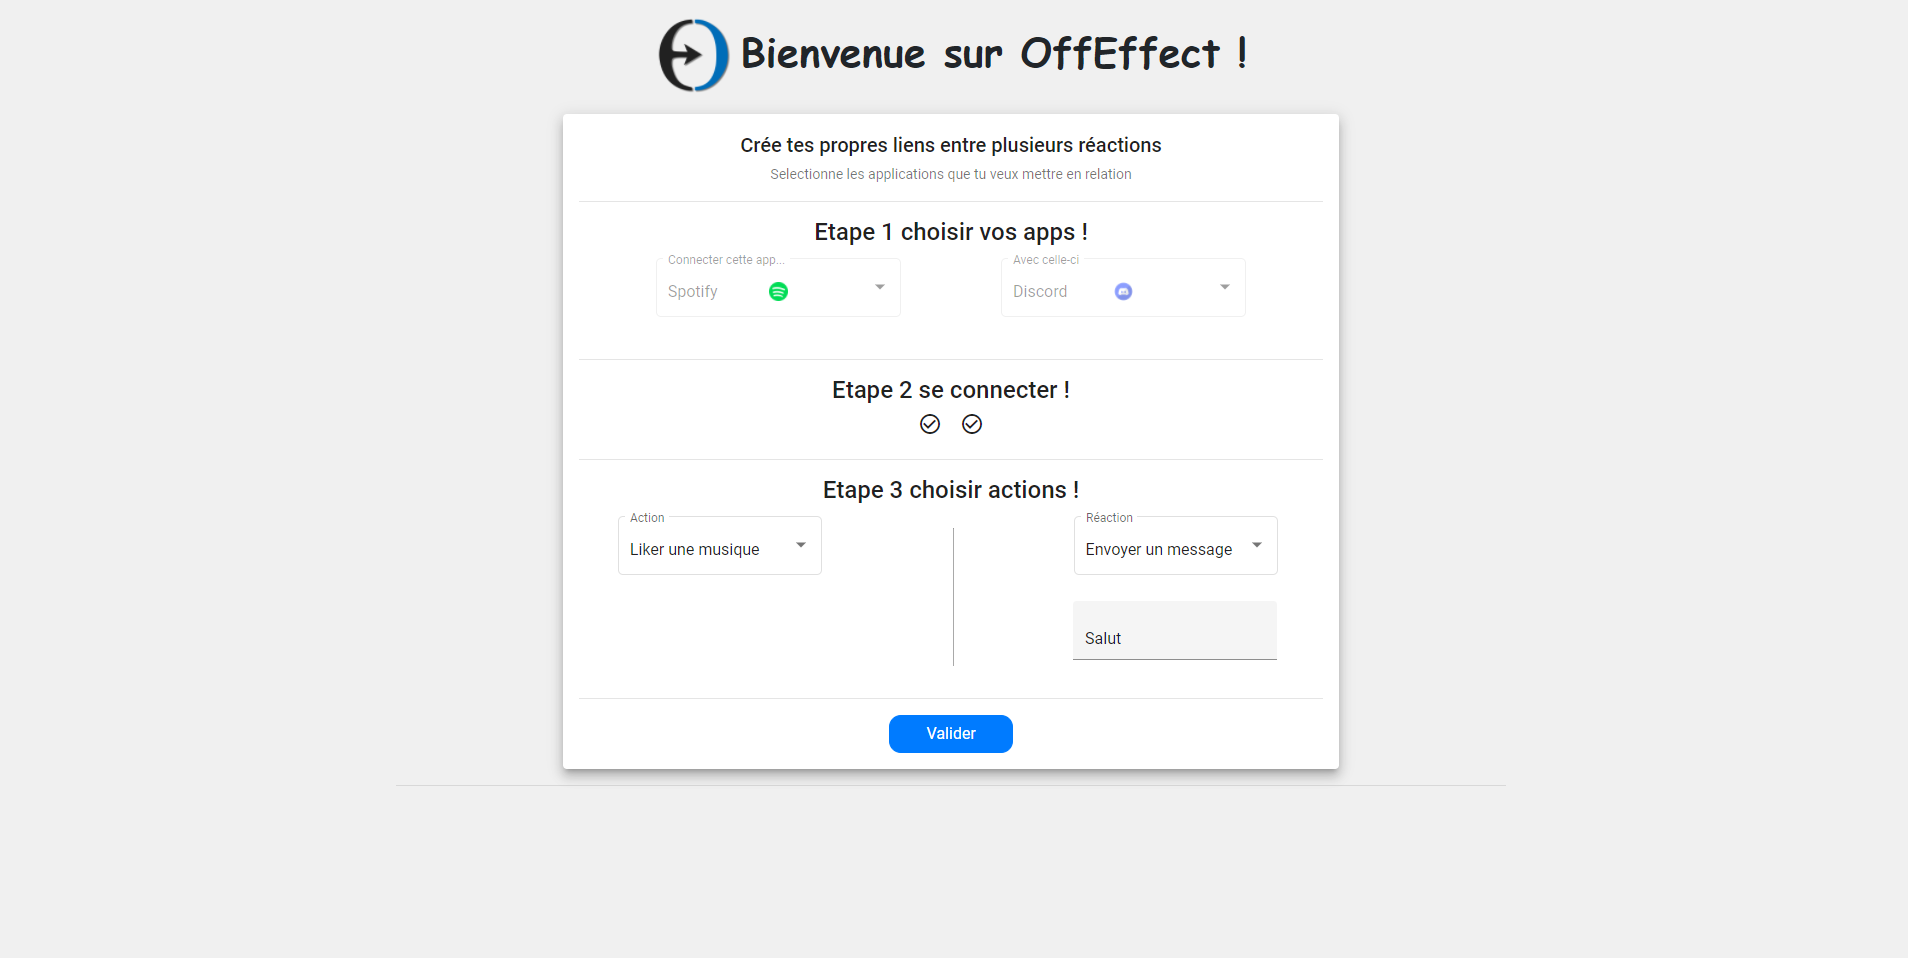 Bienvenue sur OffEffect !
Crée tes propres liens entre plusieurs réactions
Selectionne les applications que tu veux mettre en relation
Etape 1 choisir vos apps !
Connecter cette app...
Spotify
Avec celle-ci
Discord
Etape 2 se connecter !
Etape 3 choisir actions !
Action
Liker une musique
Réaction
Envoyer un message
Salut
Valider